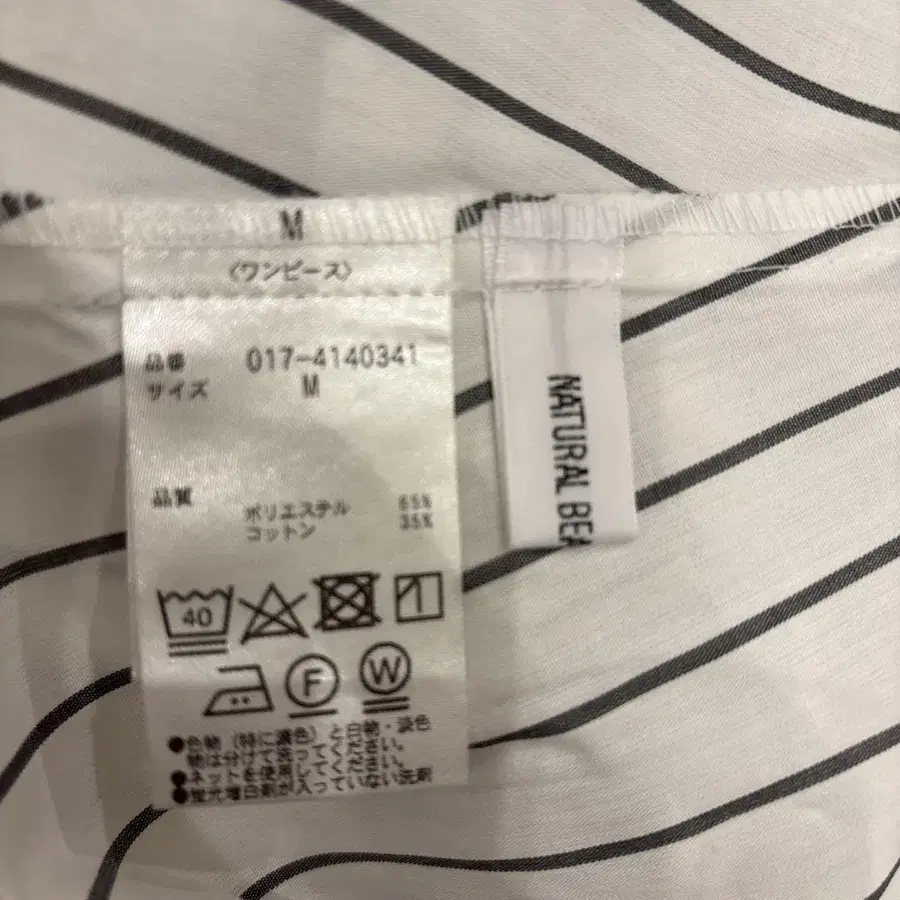 M
〈ワンピース〉
品番 017-4140341
サイズ M
品質 ポリエステル 65%
コットン 35%
40
F
W
●色物（特に濃色）と白物・淡色
物は分けて洗ってください。
●ネットを使用してください。
●蛍光増白剤が入っていない洗剤
NATURAL BEA